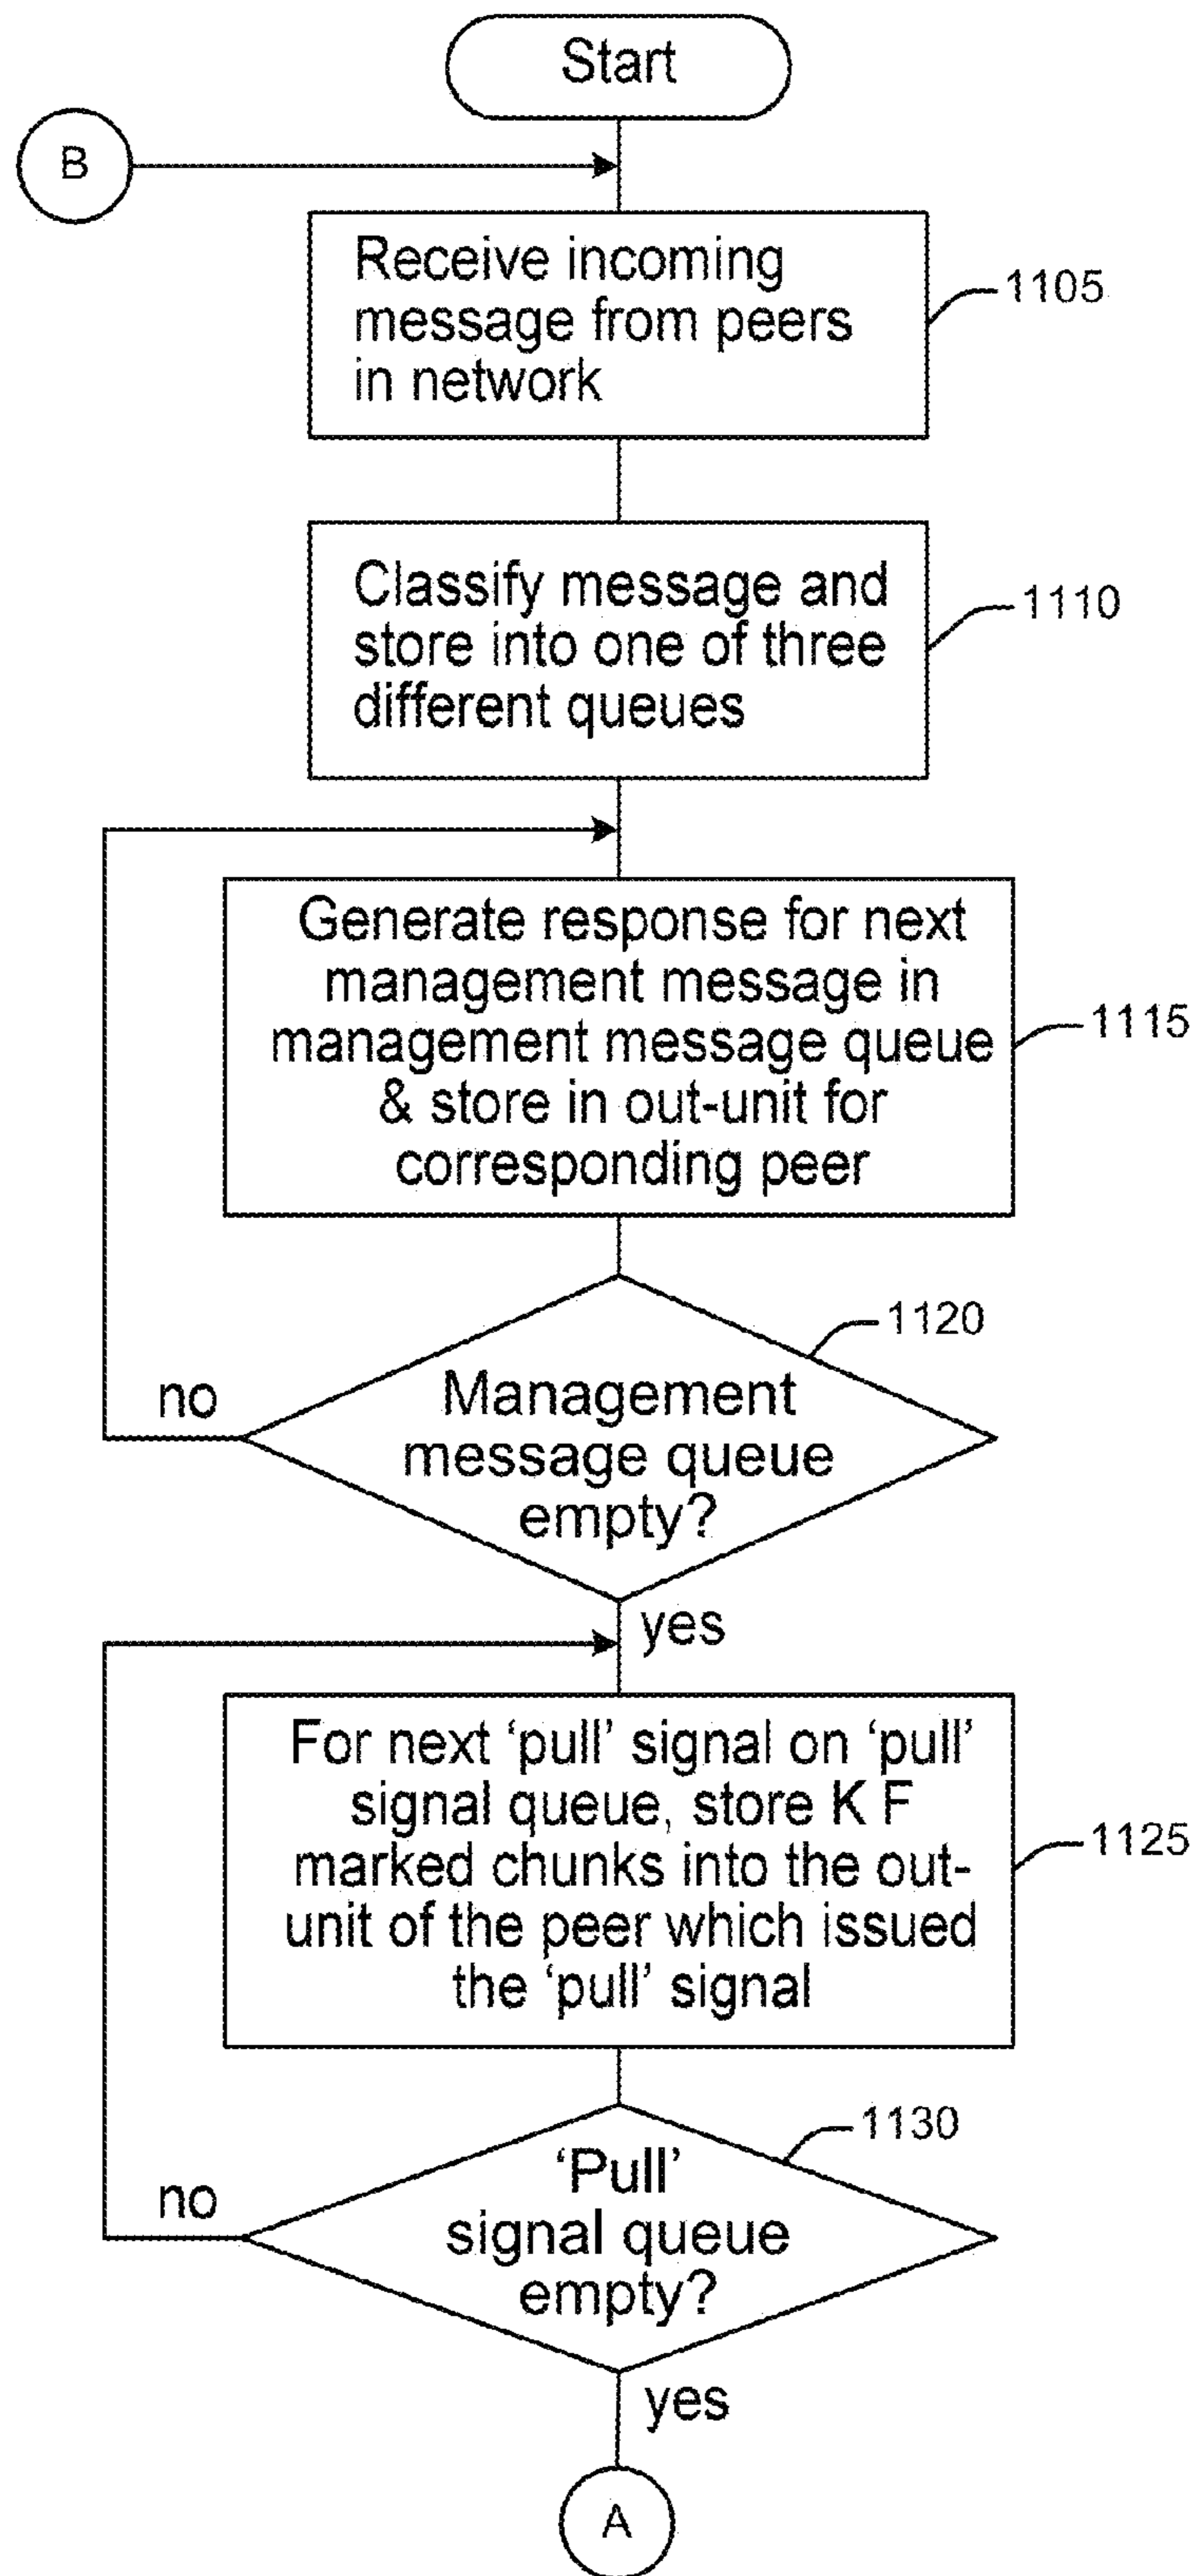 Start
B
Receive incoming
message from peers
in network
1105
Classify message and
store into one of three
different queues
1110
Generate response for next
management message in
management message queue
& store in out-unit for
corresponding peer
1115
1120
no
Management
message queue
empty?
yes
For next ‘pull’ signal on ‘pull’
signal queue, store K F
marked chunks into the out-
unit of the peer which issued
the ‘pull’ signal
1125
1130
no
‘Pull’
signal queue
empty?
yes
A